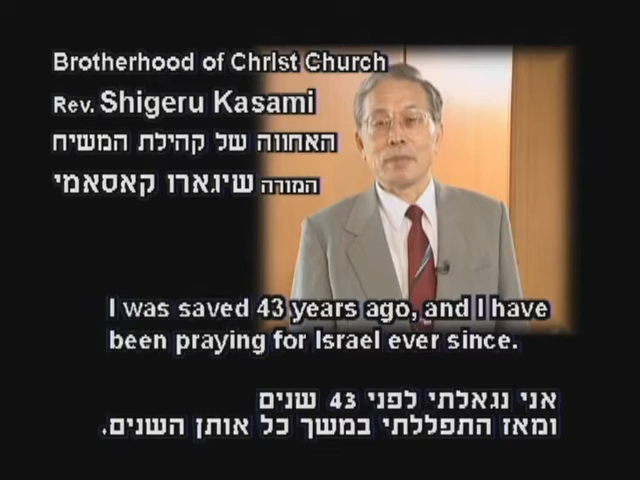 Brotherhood of Christ Church
Rev. Shigeru Kasami
האחווה של קהילת המשיח
המורה שיגארו קאסאמי
I was saved 43 years ago, and I have
been praying for Israel ever since.
אני נגאלתי לפני 43 שנים
ומאז התפללתי במשך כל אותן השנים.